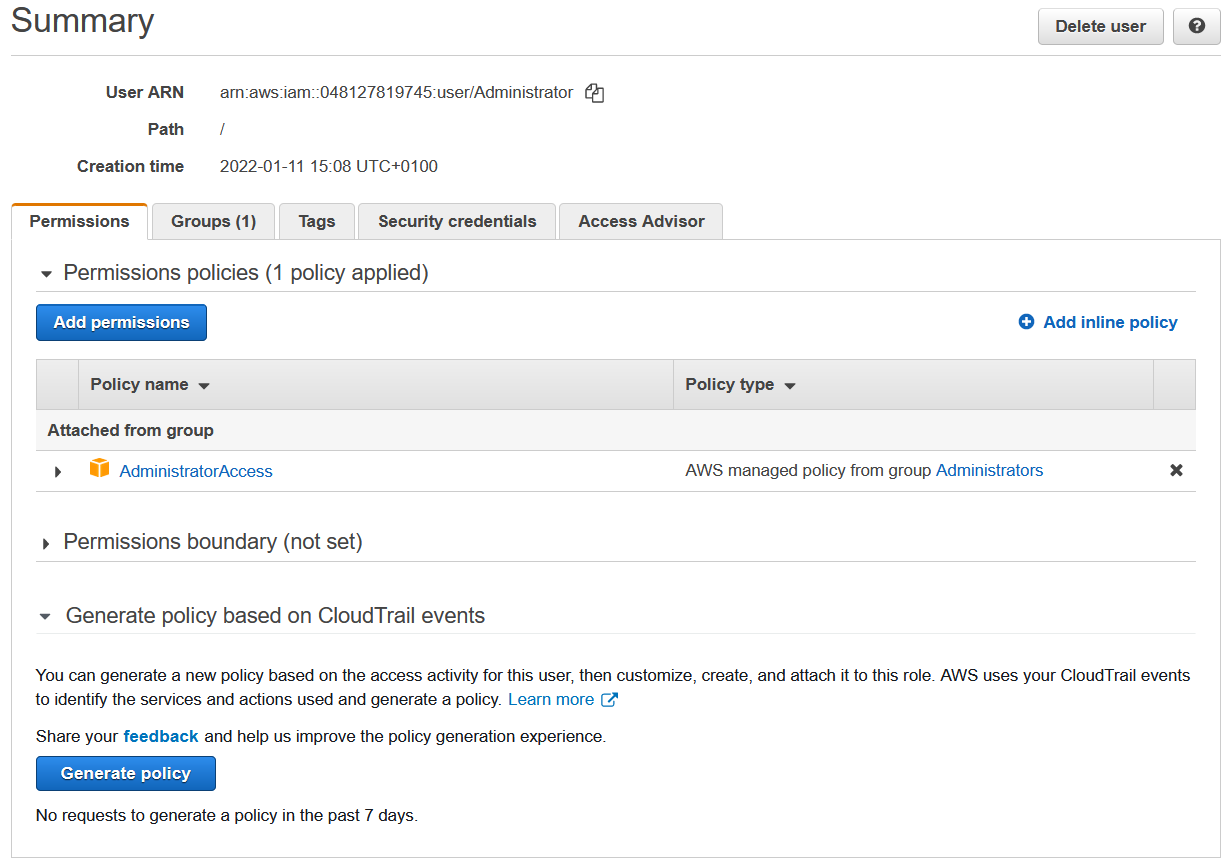 Summary
Delete user
User ARN arn:aws:iam::048127819745:user/Administrator
Path /
Creation time 2022-01-11 15:08 UTC+0100
Permissions Groups (1) Tags Security credentials Access Advisor
Permissions policies (1 policy applied)
Add permissions Add inline policy
Policy name Policy type
Attached from group
AdministratorAccess AWS managed policy from group Administrators
Permissions boundary (not set)
Generate policy based on CloudTrail events
You can generate a new policy based on the access activity for this user, then customize, create, and attach it to this role. AWS uses your CloudTrail events
to identify the services and actions used and generate a policy. Learn more
Share your feedback and help us improve the policy generation experience.
Generate policy
No requests to generate a policy in the past 7 days.